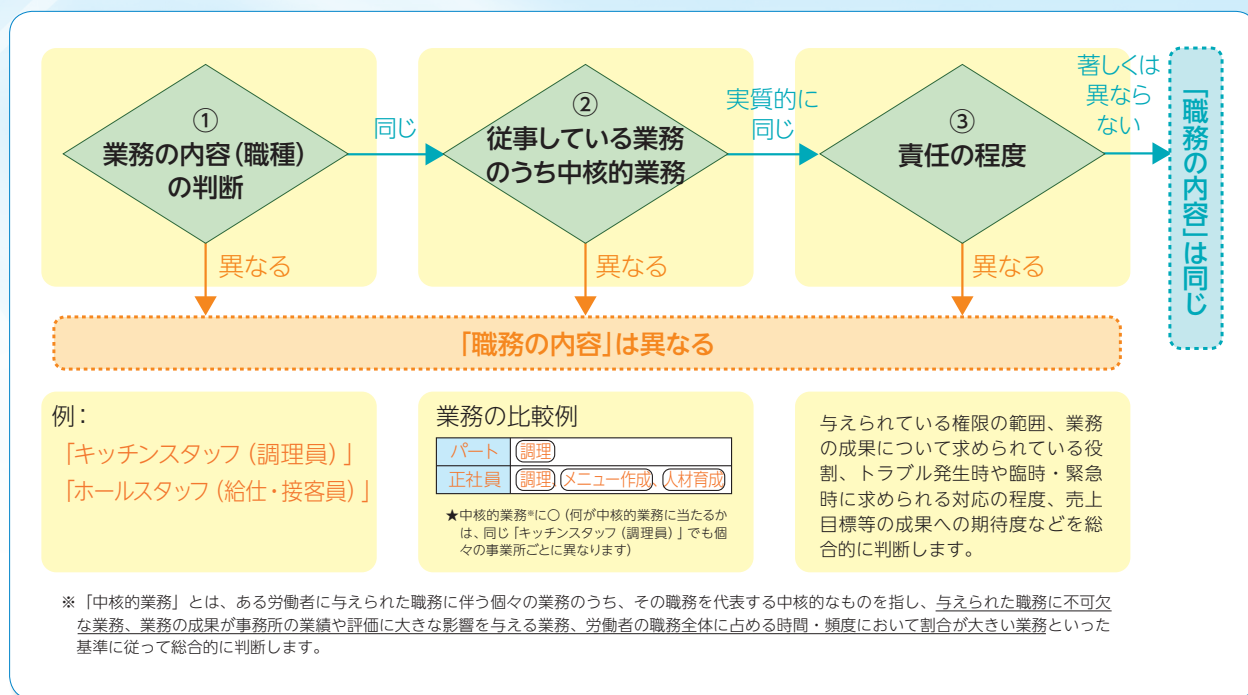 ①
業務の内容(職種)
の判断
同じ
②
従事している業務
のうち中核的業務
実質的に
同じ
③
責任の程度
著しくは
異なら
ない
「職務の内容」は同じ
異なる
異なる
異なる
「職務の内容」は異なる
例：
「キッチンスタッフ（調理員）」
「ホールスタッフ（給仕・接客員）」
業務の比較例
パート 調理
正社員 調理、メニュー作成、人材育成
★中核的業務※に○（何が中核的業務に当たるか
は、同じ「キッチンスタッフ（調理員）」でも個
々の事業所ごとに異なります）
与えられている権限の範囲、業務
の成果について求められている役
割、トラブル発生時や臨時・緊急
時に求められる対応の程度、売上
目標等の成果への期待度などを総
合的に判断します。
※「中核的業務」とは、ある労働者に与えられた職務に伴う個々の業務のうち、その職務を代表する中核的なものを指し、与えられた職務に不可欠
な業務、業務の成果が事務所の業績や評価に大きな影響を与える業務、労働者の職務全体に占める時間・頻度において割合が大きい業務といった
基準に従って総合的に判断します。